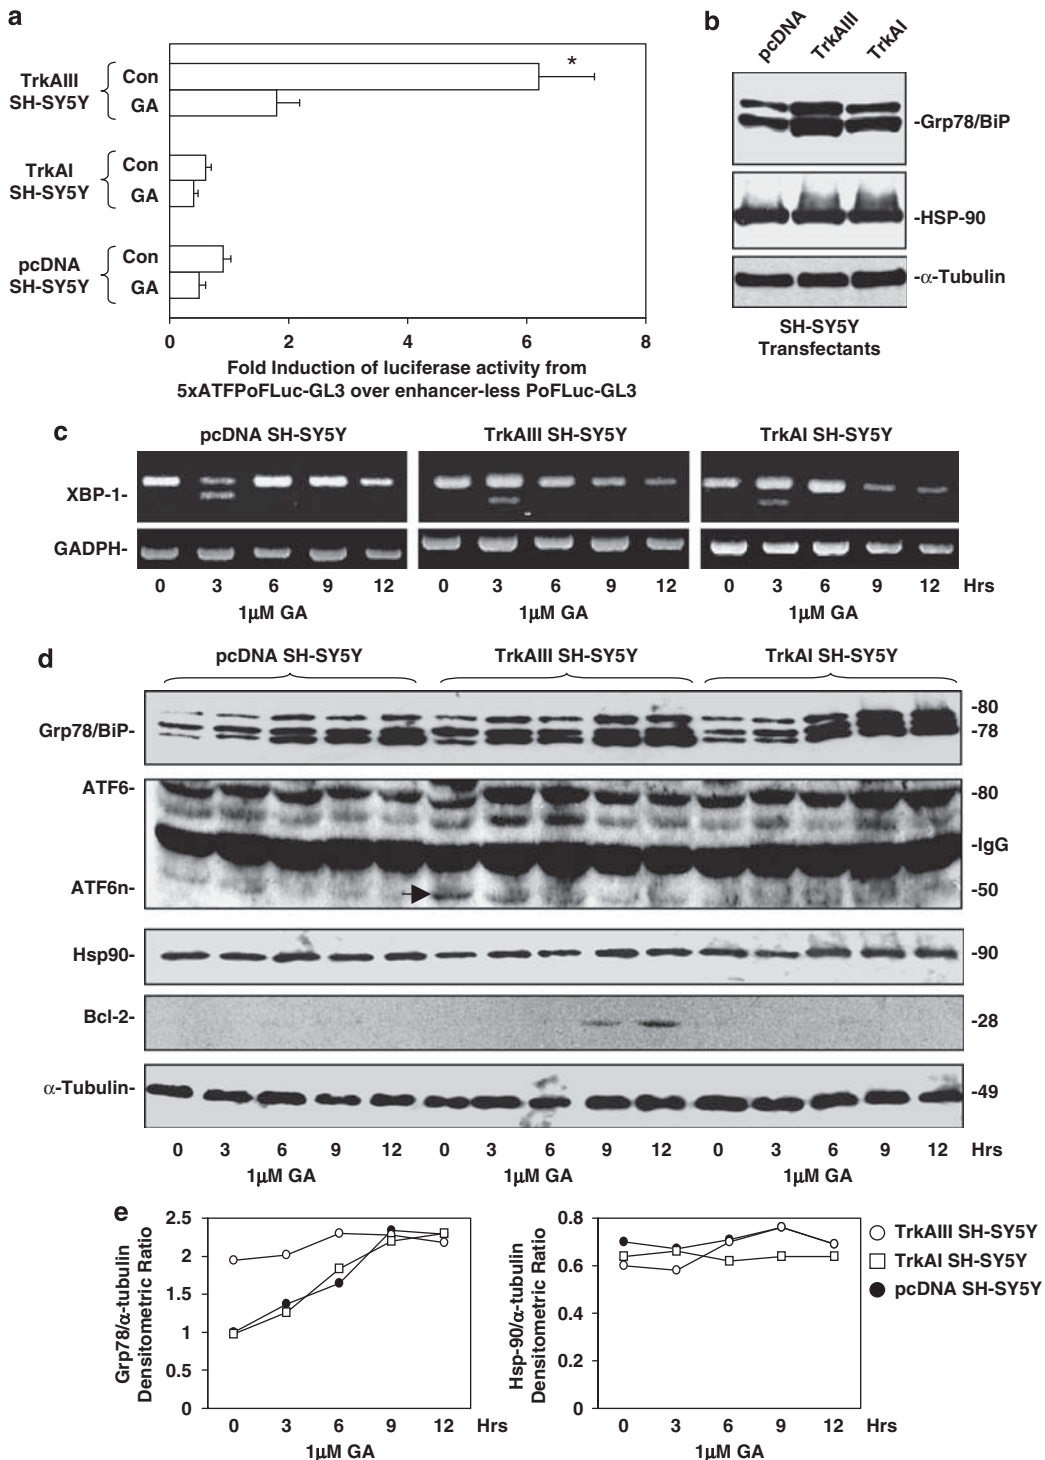 a
TrkAIII
SH-SY5Y
Con
GA
*
TrkAI
SH-SY5Y
Con
GA
pcDNA
SH-SY5Y
Con
GA
0 2 4 6 8
Fold Induction of luciferase activity from
5xATFPoFLuc-GL3 over enhancer-less PoFLuc-GL3
b
pcDNA TrkAIII TrkAI
-Grp78/BiP
-HSP-90
-α-Tubulin
SH-SY5Y
Transfectants
c
pcDNA SH-SY5Y TrkAIII SH-SY5Y TrkAI SH-SY5Y
XBP-1-
GADPH-
0 3 6 9 12 0 3 6 9 12 0 3 6 9 12 Hrs
1µM GA 1µM GA 1µM GA
d
pcDNA SH-SY5Y TrkAIII SH-SY5Y TrkAI SH-SY5Y
Grp78/BiP- -80
-78
ATF6- -80
-IgG
ATF6n- -50
Hsp90- -90
Bcl-2- -28
α-Tubulin- -49
0 3 6 9 12 0 3 6 9 12 0 3 6 9 12 Hrs
1µM GA 1µM GA 1µM GA
e
Grp78/α-tubulin
Densitometric Ratio
2.5
2
1.5
1
0.5
0
0 3 6 9 12 Hrs
1µM GA
Hsp-90/α-tubulin
Densitometric Ratio
0.8
0.6
0.4
0.2
0
0 3 6 9 12 Hrs
1µM GA
TrkAIII SH-SY5Y
TrkAI SH-SY5Y
pcDNA SH-SY5Y